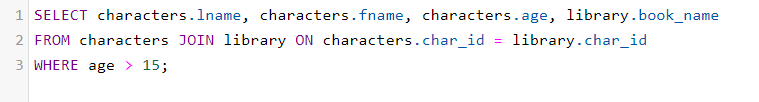 1 SELECT characters.lname, characters.fname, characters.age, library.book_name
2 FROM characters JOIN library ON characters.char_id = library.char_id
3 WHERE age > 15;